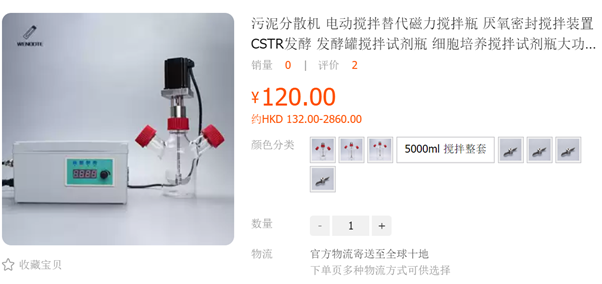 污泥分散机 电动搅拌替代磁力搅拌瓶 厌氧密封搅拌装置
CSTR发酵 发酵罐搅拌试剂瓶 细胞培养搅拌试剂瓶大功...
销量 0 | 评价 2
¥120.00
约HKD 132.00-2860.00
颜色分类 5000ml 搅拌整套
数量 - 1 +
物流 官方物流寄送至全球十地
下单页多种物流方式可供选择
收藏宝贝